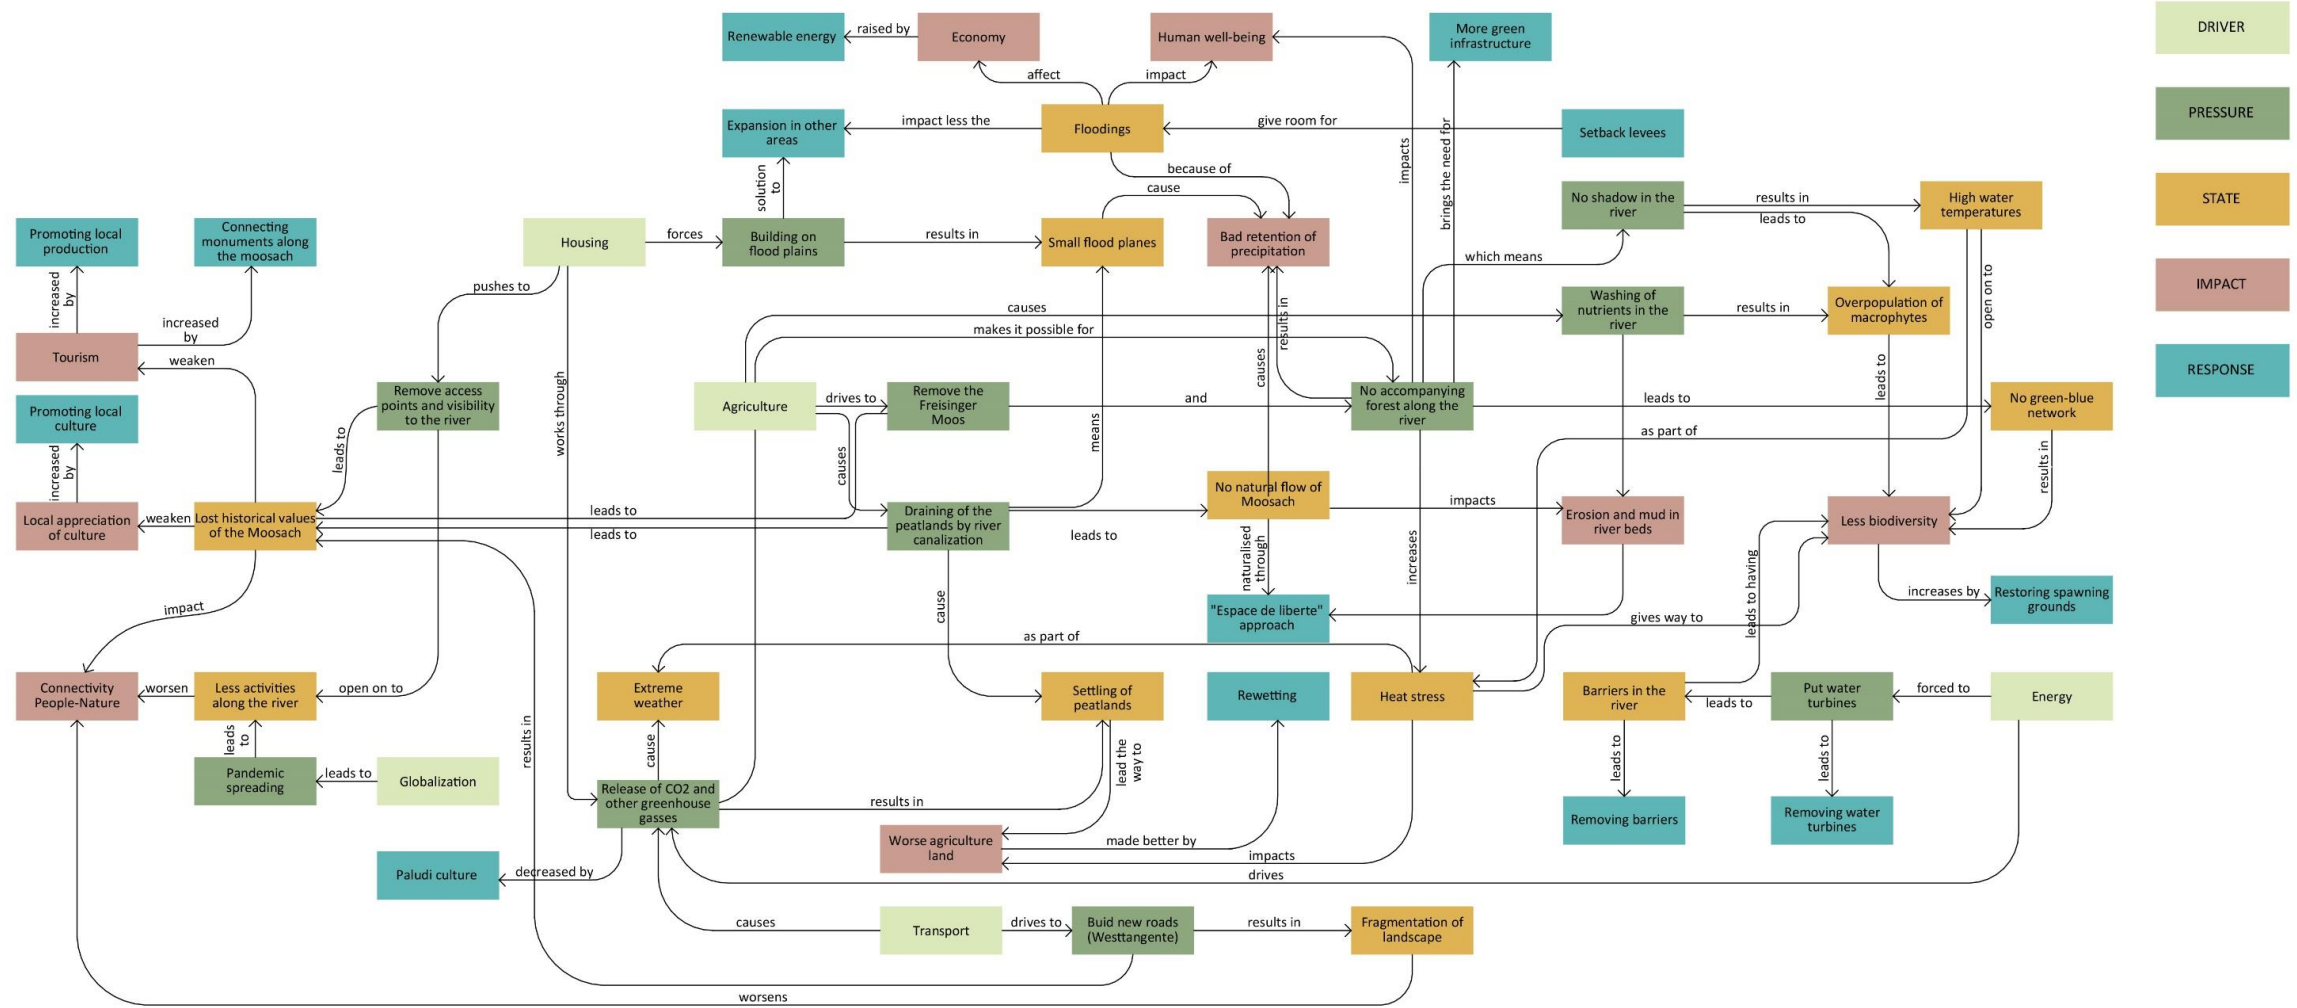 Renewable energy
raised by
Economy
Human well-being
More green
infrastructure
DRIVER
affect
impact
Expansion in other
areas
impact less the
Floodings
give room for
Setback levees
PRESSURE
impacts
brings the need for
because of
solution
to
cause
No shadow in the
river
results in
leads to
High water
temperatures
STATE
Promoting local
production
Connecting
monuments along
the moosach
Housing
forces
Building on
flood plains
results in
Small flood planes
Bad retention of
precipitation
which means
pushes to
increased
by
increased
by
causes
Washing of
nutrients in the
river
results in
Overpopulation of
macrophytes
open on to
IMPACT
makes it possible for
results in
causes
Tourism
weaken
works through
leads to
RESPONSE
Promoting local
culture
Remove access
points and visibility
to the river
Agriculture
drives to
Remove the
Freisinger
Moos
and
No accompanying
forest along the
river
leads to
No green-blue
network
as part of
increased
by
leads to
causes
means
results in
Local appreciation
of culture
weaken
Lost historical values
of the Moosach
leads to
leads to
Draining of the
peatlands by river
canalization
leads to
No natural flow of
Moosach
impacts
Erosion and mud in
river beds
Less biodiversity
naturalised
through
increases
leads to having
impact
cause
"Espace de liberte"
approach
gives way to
increases by
Restoring spawning
grounds
as part of
Connectivity
People-Nature
worsen
Less activities
along the river
open on to
Extreme
weather
Settling of
peatlands
Rewetting
Heat stress
Barriers in the
river
leads to
Put water
turbines
forced to
Energy
leads
to
results in
cause
lead the
way to
leads to
leads to
Pandemic
spreading
leads to
Globalization
Release of CO2 and
other greenhouse
gasses
results in
Removing barriers
Removing water
turbines
Worse agriculture
land
made better by
impacts
Paludi culture
decreased by
drives
causes
Transport
drives to
Buid new roads
(Westtangente)
results in
Fragmentation of
landscape
worsens